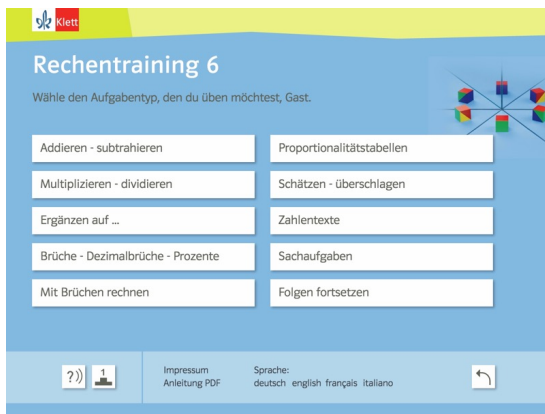 Klett
Rechentraining 6
Wähle den Aufgabentyp, den du üben möchtest, Gast.
Addieren - subtrahieren
Multiplizieren - dividieren
Ergänzen auf ...
Brüche - Dezimalbrüche - Prozente
Mit Brüchen rechnen
Proportionalitätstabellen
Schätzen - überschlagen
Zahlentexte
Sachaufgaben
Folgen fortsetzen
?))
1
Impressum
Anleitung PDF
Sprache:
deutsch english français italiano